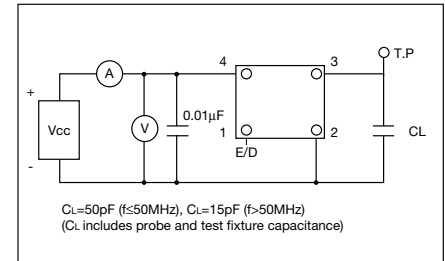 T.P
A
4
3
+
Vcc
V
0.01μF
1
2
CL
E/D
-
CL=50pF (f≤50MHz), CL=15pF (f>50MHz)
(CL includes probe and test fixture capacitance)